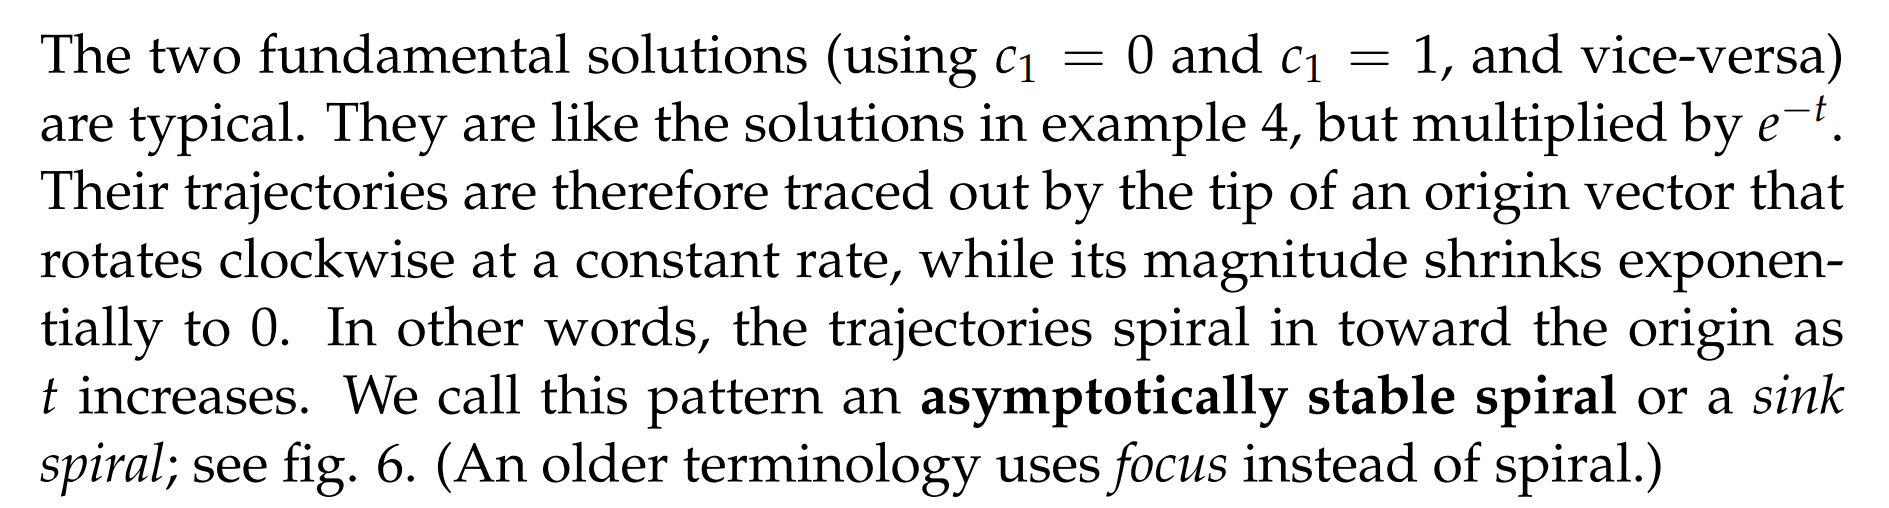 The two fundamental solutions (using c₁ = 0 and c₁ = 1, and vice-versa)
are typical. They are like the solutions in example 4, but multiplied by e⁻ᵗ.
Their trajectories are therefore traced out by the tip of an origin vector that
rotates clockwise at a constant rate, while its magnitude shrinks exponen-
tially to 0. In other words, the trajectories spiral in toward the origin as
t increases. We call this pattern an asymptotically stable spiral or a sink
spiral; see fig. 6. (An older terminology uses focus instead of spiral.)